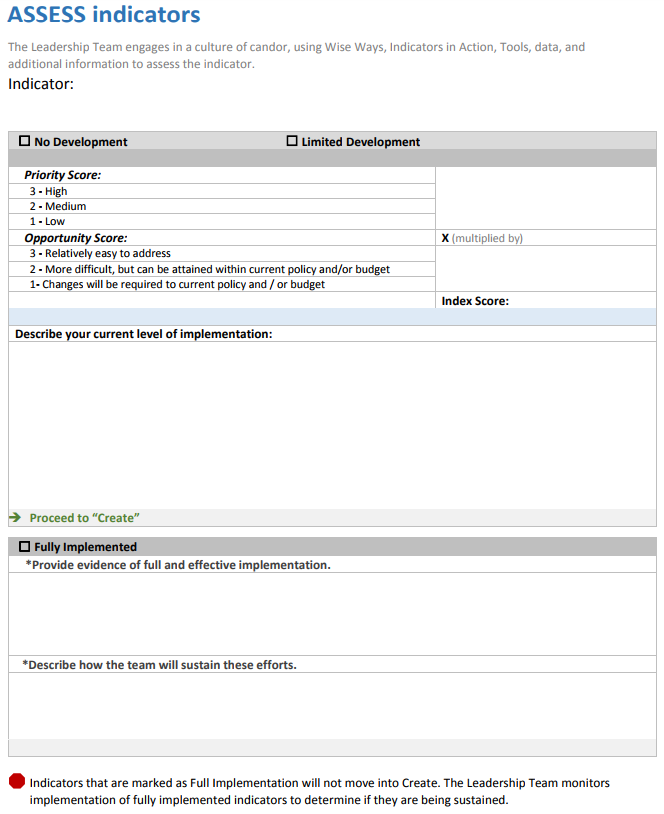 ASSESS indicators
The Leadership Team engages in a culture of candor, using Wise Ways, Indicators in Action, Tools, data, and
additional information to assess the indicator.
Indicator:
No Development
Limited Development
Priority Score:
3 - High
2 - Medium
1 - Low
Opportunity Score:
X (multiplied by)
3 - Relatively easy to address
2 - More difficult, but can be attained within current policy and/or budget
1- Changes will be required to current policy and / or budget
Index Score:
Describe your current level of implementation:
➔ Proceed to “Create”
Fully Implemented
*Provide evidence of full and effective implementation.
*Describe how the team will sustain these efforts.
Indicators that are marked as Full Implementation will not move into Create. The Leadership Team monitors
implementation of fully implemented indicators to determine if they are being sustained.